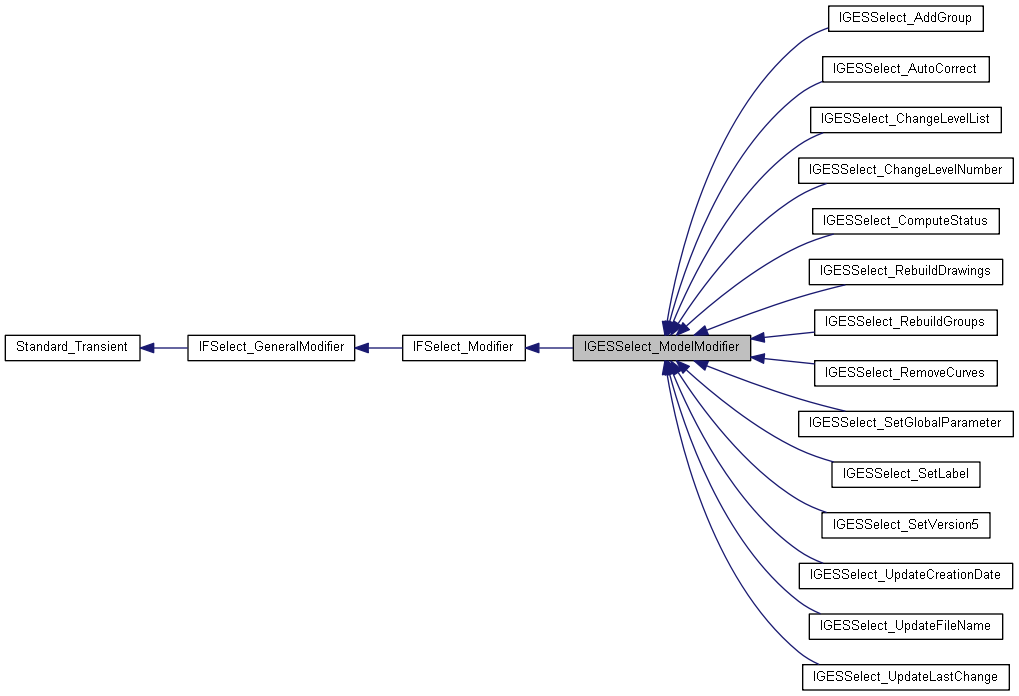 IGESSelect_AddGroup
IGESSelect_AutoCorrect
IGESSelect_ChangeLevelList
IGESSelect_ChangeLevelNumber
IGESSelect_ComputeStatus
IGESSelect_RebuildDrawings
IGESSelect_RebuildGroups
Standard_Transient
IFSelect_GeneralModifier
IFSelect_Modifier
IGESSelect_ModelModifier
IGESSelect_RemoveCurves
IGESSelect_SetGlobalParameter
IGESSelect_SetLabel
IGESSelect_SetVersion5
IGESSelect_UpdateCreationDate
IGESSelect_UpdateFileName
IGESSelect_UpdateLastChange